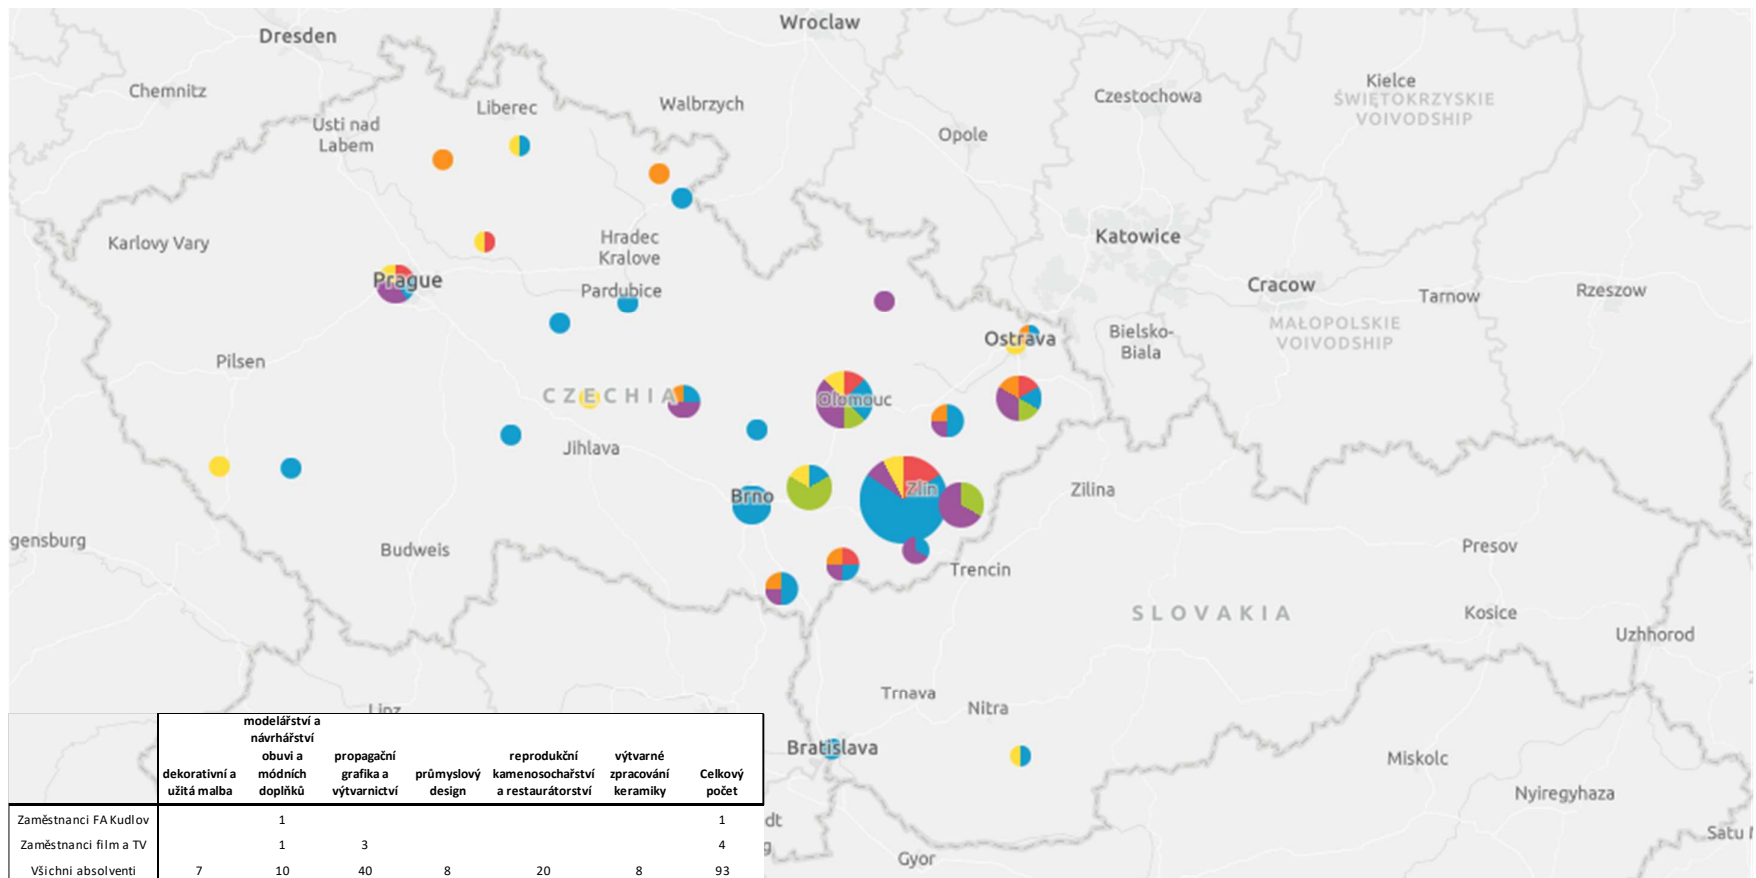 Wroclaw
Dresden
Chemnitz
Kielce
ŚWIĘTOKRZYSKIE
VOIVODSHIP
Czestochowa
Walbrzych
Liberec
Usti nad
Labem
Opole
Karlovy Vary
Hradec
Kralove
Katowice
Prague
Pardubice
Cracow
Tarnow
Rzeszow
MAŁOPOLSKIE
VOIVODSHIP
Ostrava
Bielsko-
Biala
Pilsen
CZECHIA
Olomouc
Jihlava
Zlín
Zilina
Brno
gensburg
Budweis
Trencin
Presov
SLOVAKIA
Kosice
Uzhhorod
Trnava
Nitra
Linz
Bratislava
Miskolc
Nyiregyhaza
Satu
Gyor
dt
g
modelářství a
návrhářství
obuvi a propagační reprodukční výtvarné
dekorativní a módních grafika a průmyslový kamenosochařství zpracování Celkový
užitá malba doplňků výtvarnictví design a restaurátorství keramiky počet
Zaměstnanci FA Kudlov 1 1
Zaměstnanci film a TV 1 3 4
Všichni absolventi 7 10 40 8 20 8 93